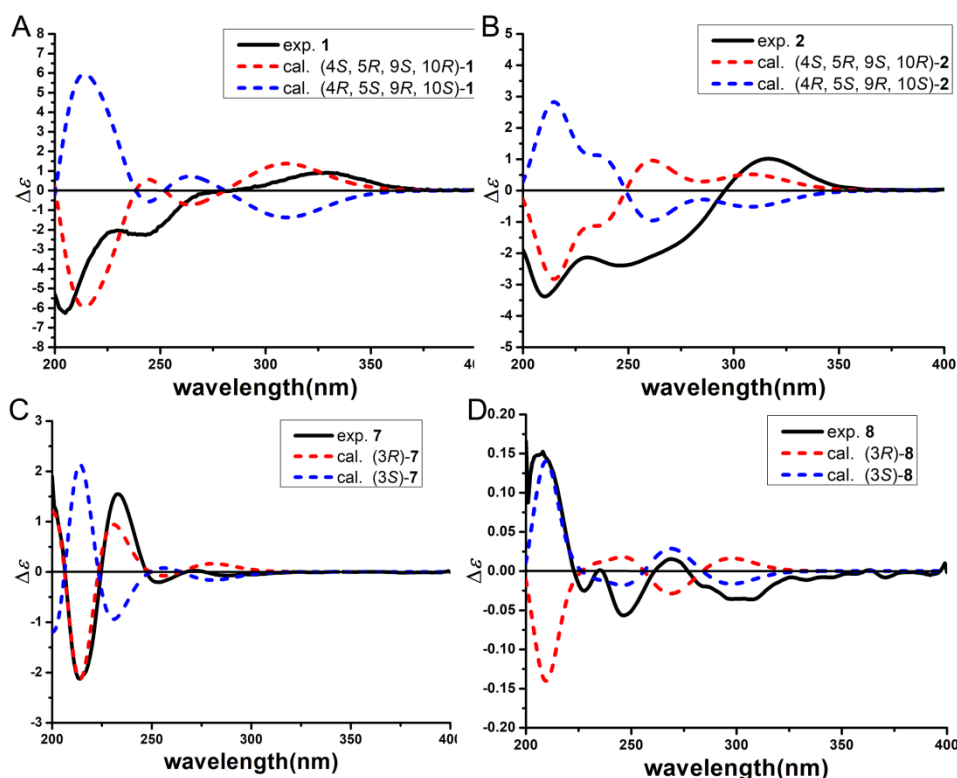 A
exp. 1
cal. (4S, 5R, 9S, 10R)-1
cal. (4R, 5S, 9R, 10S)-1
8
7
6
5
4
3
2
1
0
-1
-2
-3
-4
-5
-6
-7
-8
Δε
200 250 300 350 400
wavelength(nm)
B
exp. 2
cal. (4S, 5R, 9S, 10R)-2
cal. (4R, 5S, 9R, 10S)-2
5
4
3
2
1
0
-1
-2
-3
-4
-5
Δε
200 250 300 350 400
wavelength(nm)
C
exp. 7
cal. (3R)-7
cal. (3S)-7
3
2
1
0
-1
-2
-3
Δε
200 250 300 350 400
wavelength(nm)
D
exp. 8
cal. (3R)-8
cal. (3S)-8
0.20
0.15
0.10
0.05
0.00
-0.05
-0.10
-0.15
-0.20
Δε
200 250 300 350 400
wavelength(nm)